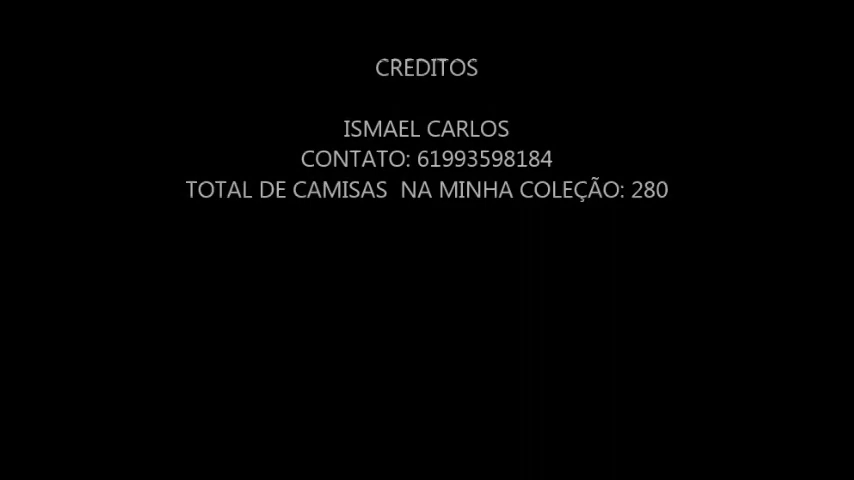 CREDITOS
ISMAEL CARLOS
CONTATO: 61993598184
TOTAL DE CAMISAS  NA MINHA COLEÇÃO: 280